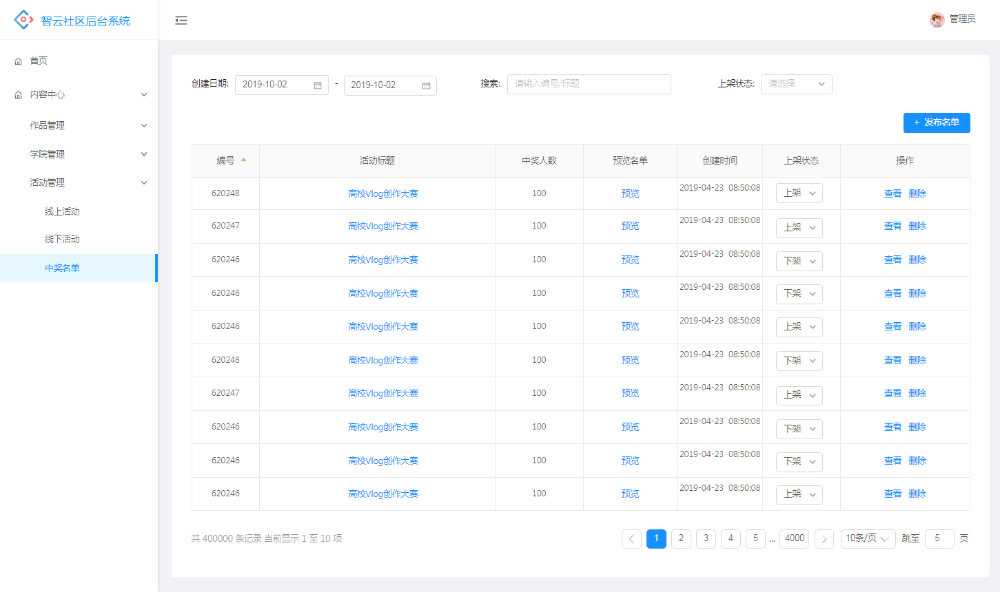 智云社区后台系统
管理员
首页
内容中心
作品管理
学院管理
活动管理
线上活动
线下活动
中奖名单
创建日期: 2019-10-02 - 2019-10-02 搜索: 请输入编号/标题 上架状态: 请选择
+ 发布名单
编号 活动标题 中奖人数 预览名单 创建时间 上架状态 操作
620248 高校Vlog创作大赛 100 预览 2019-04-23 08:50:08 上架 查看 删除
620247 高校Vlog创作大赛 100 预览 2019-04-23 08:50:08 上架 查看 删除
620246 高校Vlog创作大赛 100 预览 2019-04-23 08:50:08 下架 查看 删除
620246 高校Vlog创作大赛 100 预览 2019-04-23 08:50:08 下架 查看 删除
620246 高校Vlog创作大赛 100 预览 2019-04-23 08:50:08 上架 查看 删除
620248 高校Vlog创作大赛 100 预览 2019-04-23 08:50:08 下架 查看 删除
620247 高校Vlog创作大赛 100 预览 2019-04-23 08:50:08 上架 查看 删除
620246 高校Vlog创作大赛 100 预览 2019-04-23 08:50:08 下架 查看 删除
620246 高校Vlog创作大赛 100 预览 2019-04-23 08:50:08 下架 查看 删除
620246 高校Vlog创作大赛 100 预览 2019-04-23 08:50:08 上架 查看 删除
共 400000 条记录 当前显示 1 至 10 项 1 2 3 4 5 ... 4000 10条/页 跳至 5 页